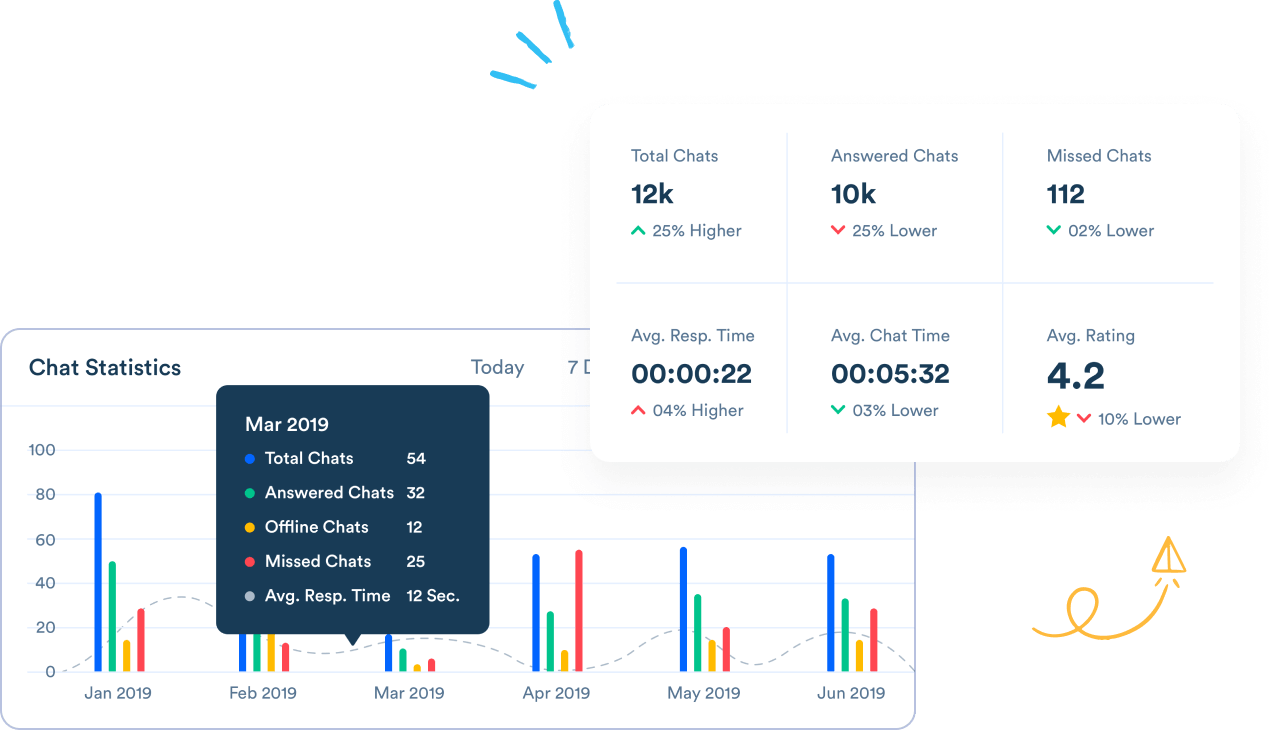 Total Chats
12k
25% Higher
Answered Chats
10k
25% Lower
Missed Chats
112
02% Lower
Avg. Resp. Time
00:00:22
04% Higher
Avg. Chat Time
00:05:32
03% Lower
Avg. Rating
4.2
10% Lower
Chat Statistics
Today
7
Mar 2019
Total Chats 54
Answered Chats 32
Offline Chats 12
Missed Chats 25
Avg. Resp. Time 12 Sec.
100
80
60
40
20
0
Jan 2019
Feb 2019
Mar 2019
Apr 2019
May 2019
Jun 2019